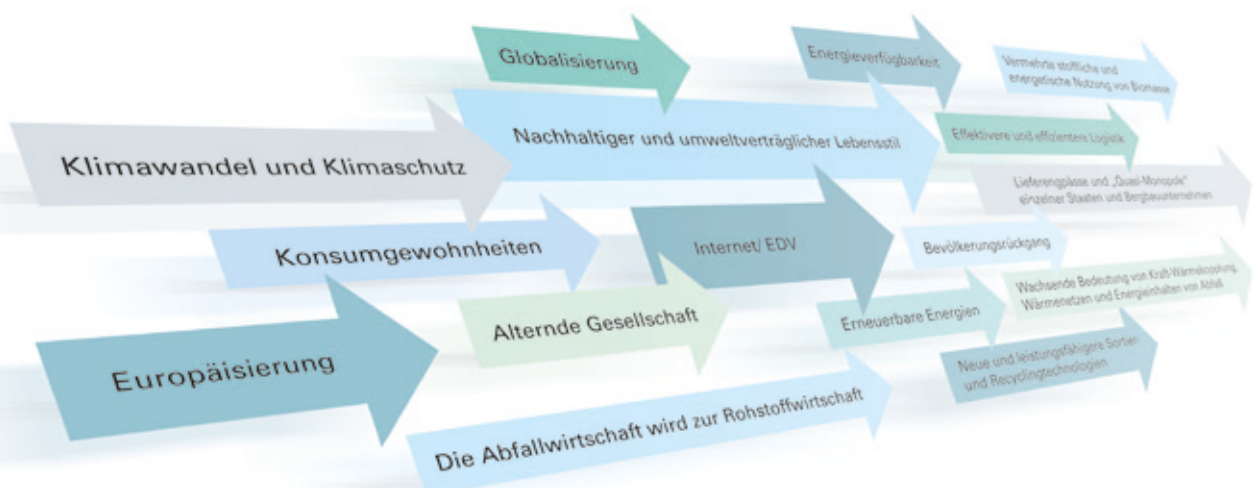 Globalisierung
Energieverfügbarkeit
Vermehrte stoffliche und
energetische Nutzung von Biomasse
Klimawandel und Klimaschutz
Nachhaltiger und umweltverträglicher Lebensstil
Effektivere und effizientere Logistik
Lieferengpässe und „Quasi-Monopole“
einzelner Staaten und Bergbauunternehmen
Konsumgewohnheiten
Internet/ EDV
Bevölkerungsrückgang
Europäisierung
Alternde Gesellschaft
Erneuerbare Energien
Wachsende Bedeutung von Kraft-Wärmekopplung,
Wärmenetzen und Energieinhalten von Abfall
Neue und leistungsfähigere Sortier-
und Recyclingtechnologien
Die Abfallwirtschaft wird zur Rohstoffwirtschaft